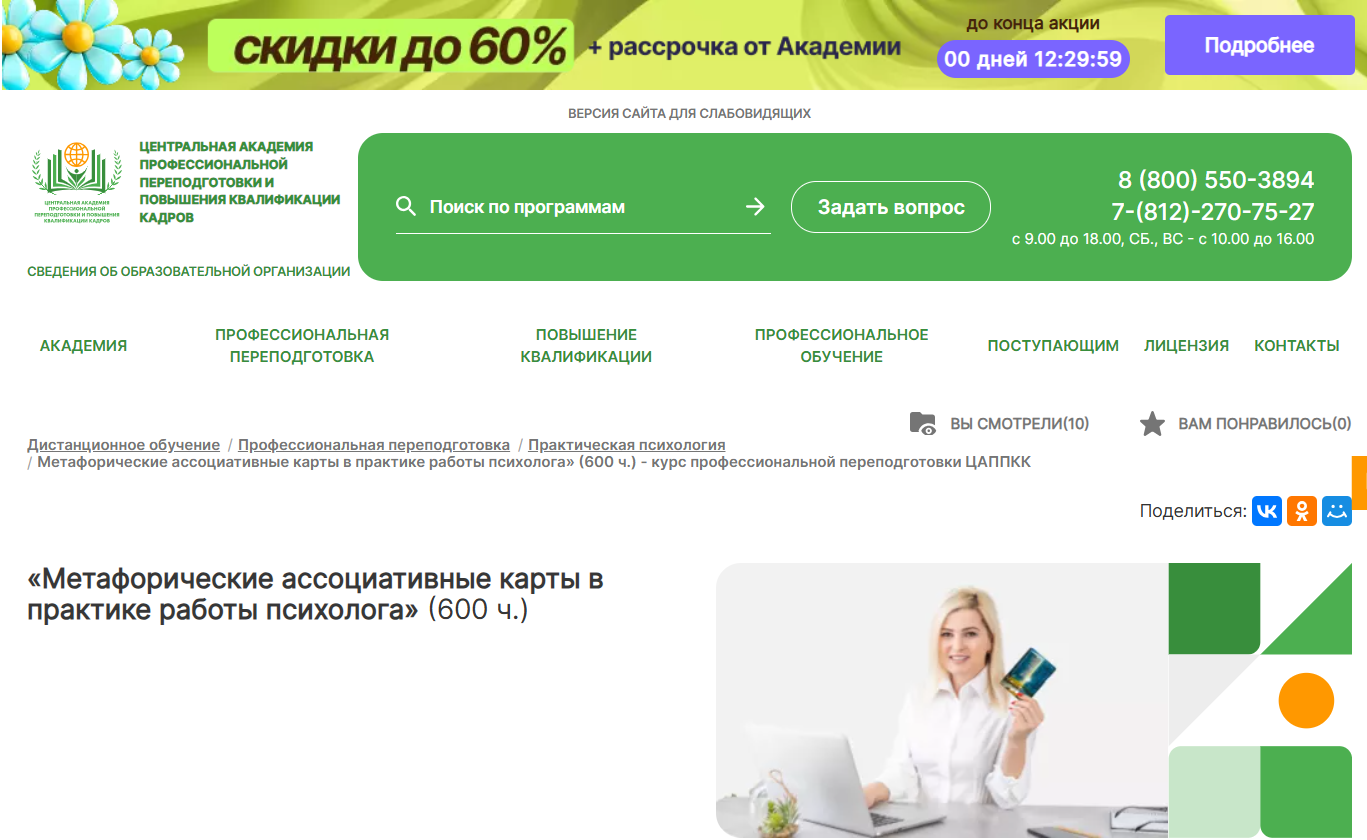 скидки до 60%
+ рассрочка от Академии
до конца акции
00 дней 12:29:59
Подробнее
ВЕРСИЯ САЙТА ДЛЯ СЛАБОВИДЯЩИХ
ЦЕНТРАЛЬНАЯ АКАДЕМИЯ
ПРОФЕССИОНАЛЬНОЙ
ПЕРЕПОДГОТОВКИ И ПОВЫШЕНИЯ
КВАЛИФИКАЦИИ КАДРОВ
ЦЕНТРАЛЬНАЯ АКАДЕМИЯ
ПРОФЕССИОНАЛЬНОЙ
ПЕРЕПОДГОТОВКИ И
ПОВЫШЕНИЯ КВАЛИФИКАЦИИ
КАДРОВ
СВЕДЕНИЯ ОБ ОБРАЗОВАТЕЛЬНОЙ ОРГАНИЗАЦИИ
Поиск по программам
Задать вопрос
8 (800) 550-3894
7-(812)-270-75-27
с 9.00 до 18.00, СБ., ВС - с 10.00 до 16.00
АКАДЕМИЯ
ПРОФЕССИОНАЛЬНАЯ
ПЕРЕПОДГОТОВКА
ПОВЫШЕНИЕ
КВАЛИФИКАЦИИ
ПРОФЕССИОНАЛЬНОЕ
ОБУЧЕНИЕ
ПОСТУПАЮЩИМ
ЛИЦЕНЗИЯ
КОНТАКТЫ
ВЫ СМОТРЕЛИ(10)
ВАМ ПОНРАВИЛОСЬ(0)
Дистанционное обучение / Профессиональная переподготовка / Практическая психология
/ Метафорические ассоциативные карты в практике работы психолога» (600 ч.) - курс профессиональной переподготовки ЦАППКК
Поделиться:
«Метафорические ассоциативные карты в
практике работы психолога» (600 ч.)